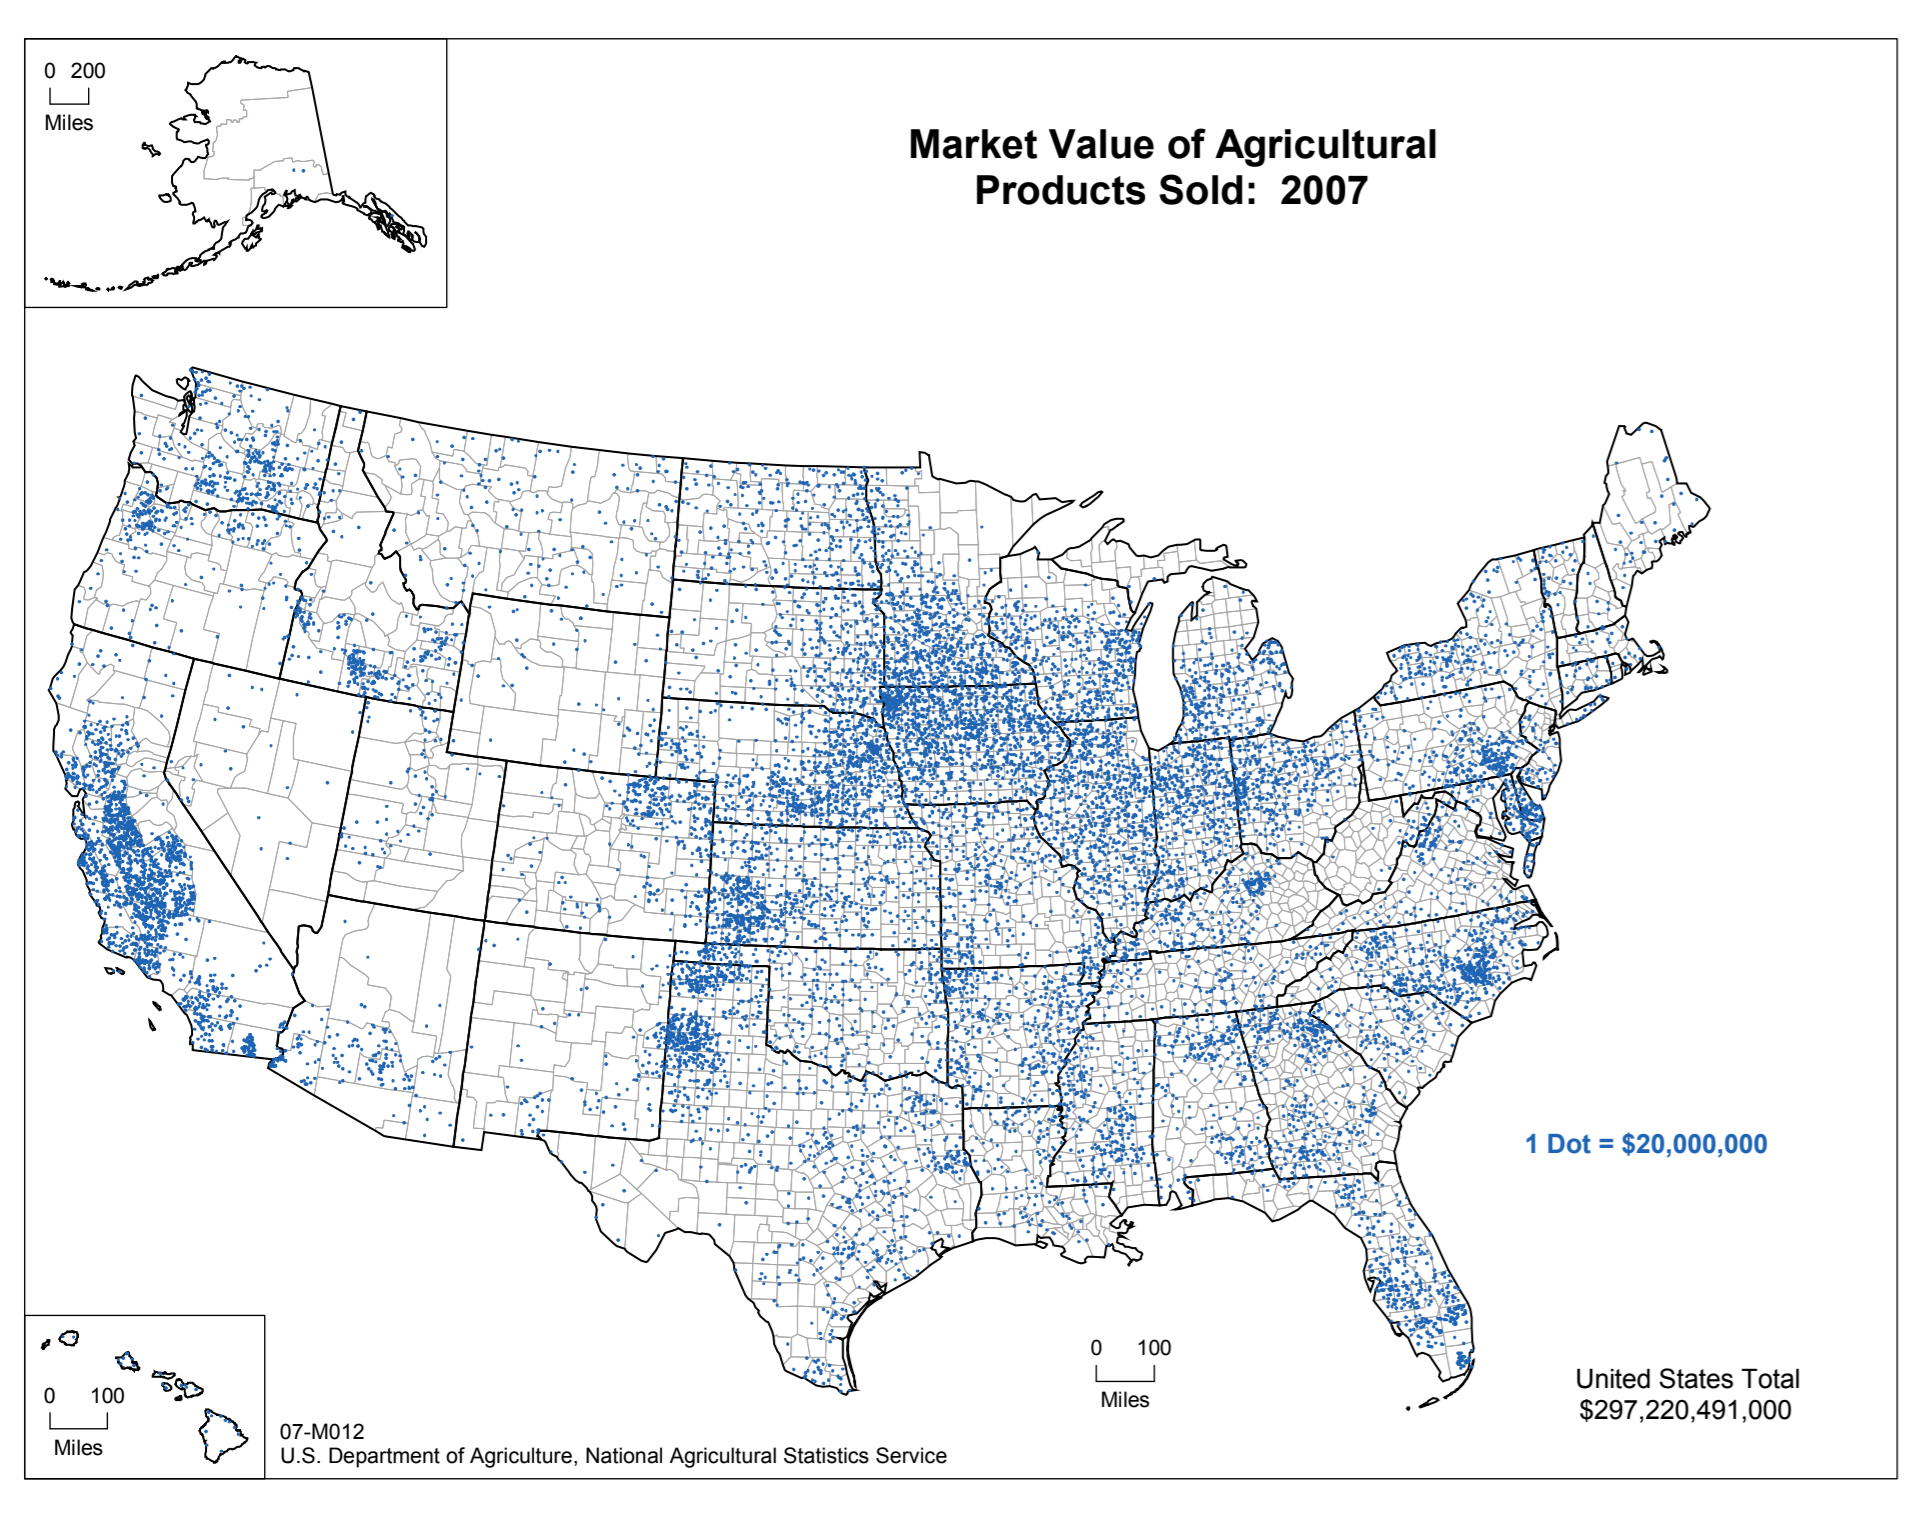 0 200
Miles
Market Value of Agricultural
Products Sold: 2007
1 Dot = $20,000,000
0 100
Miles
United States Total
$297,220,491,000
0 100
Miles
07-M012
U.S. Department of Agriculture, National Agricultural Statistics Service